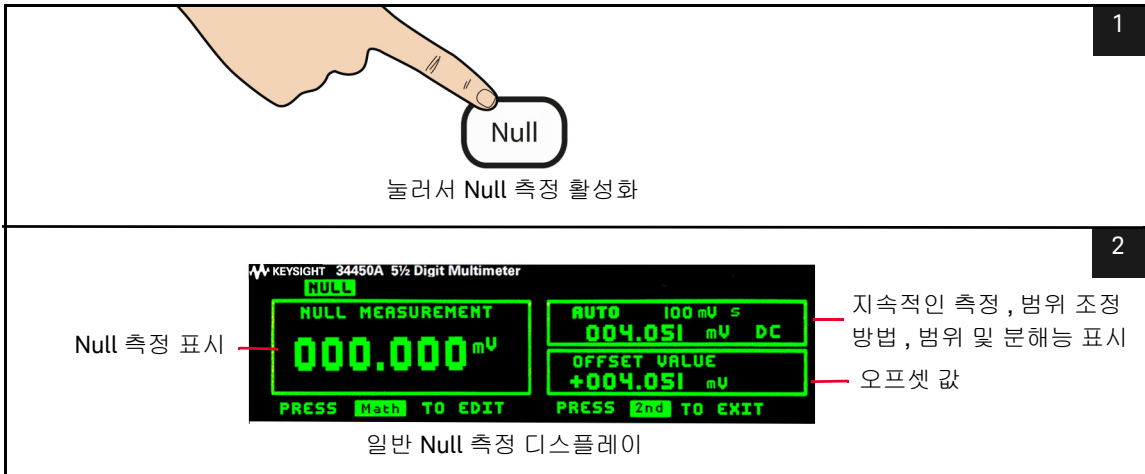 1
Null
눌러서 Null 측정 활성화
2
KEYSIGHT 34450A 5½ Digit Multimeter
NULL
NULL MEASUREMENT
000.000 mV
PRESS Math TO EDIT
AUTO 100 mV S
004.051 mV DC
OFFSET VALUE
+004.051 mV
PRESS 2nd TO EXIT
Null 측정 표시
지속적인 측정 , 범위 조정
방법 , 범위 및 분해능 표시
오프셋 값
일반 Null 측정 디스플레이